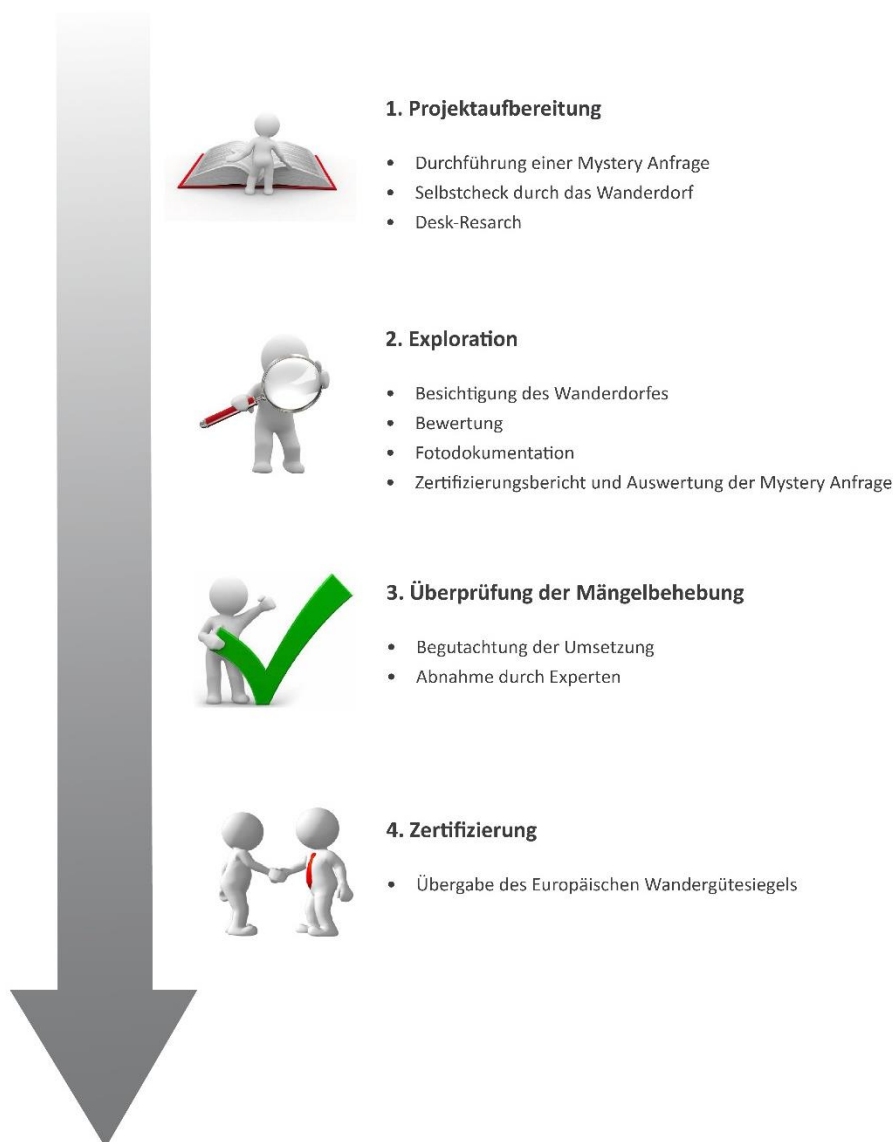 1. Projektaufbereitung
• Durchführung einer Mystery Anfrage
• Selbstcheck durch das Wanderdorf
• Desk-Resarch
2. Exploration
• Besichtigung des Wanderdorfes
• Bewertung
• Fotodokumentation
• Zertifizierungsbericht und Auswertung der Mystery Anfrage
3. Überprüfung der Mängelbehebung
• Begutachtung der Umsetzung
• Abnahme durch Experten
4. Zertifizierung
• Übergabe des Europäischen Wandergütesiegels